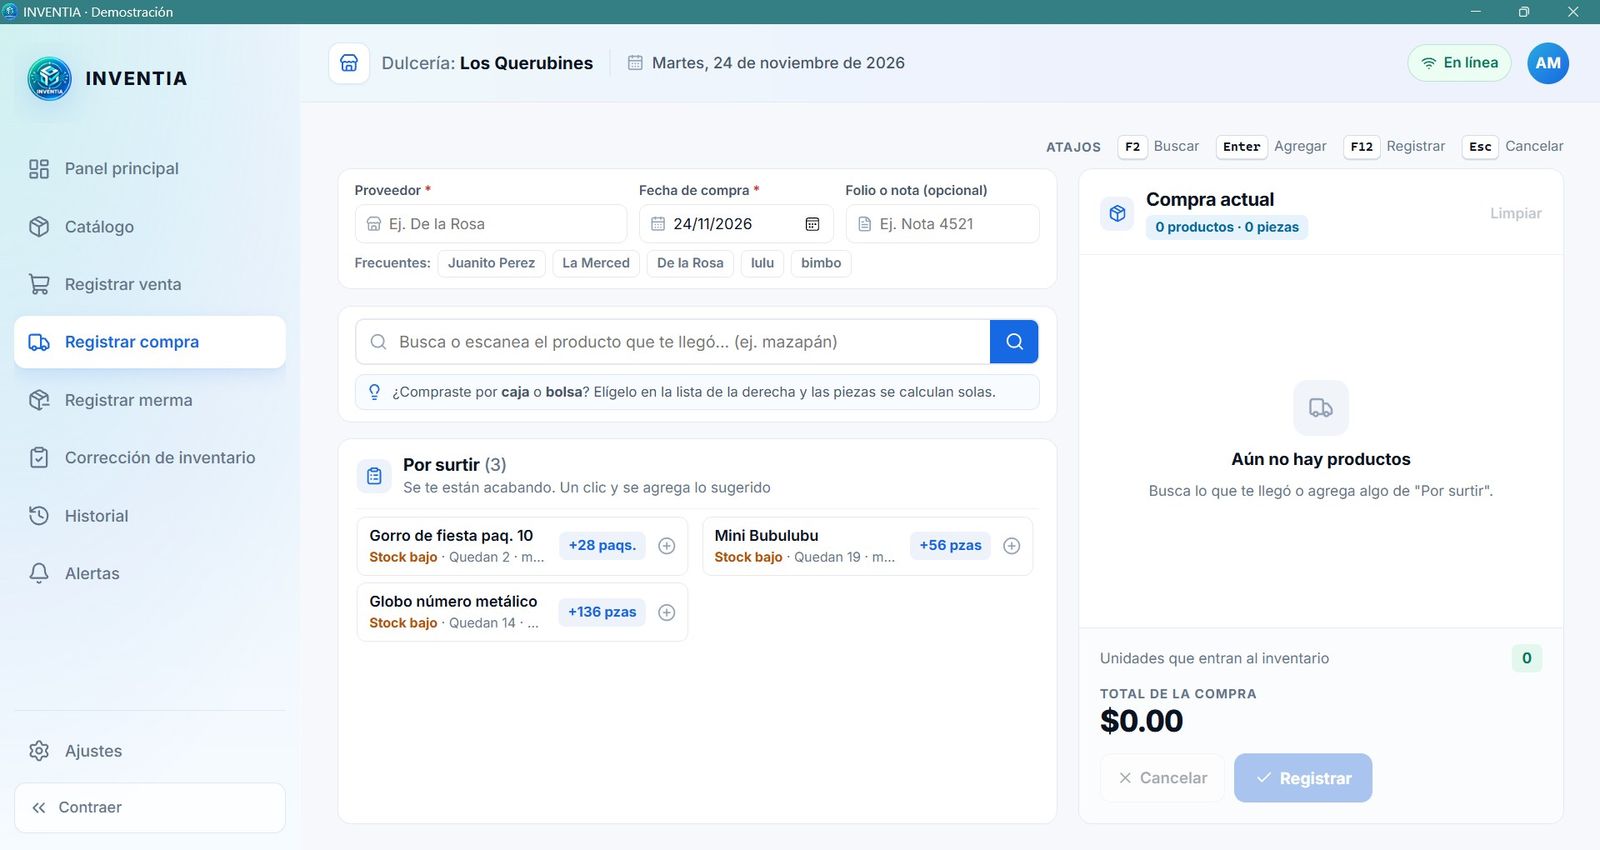 INVENTIA · Demostración
INVENTIA
Dulcería: Los Querubines
Martes, 24 de noviembre de 2026
En línea
AM
Panel principal
Catálogo
Registrar venta
Registrar compra
Registrar merma
Corrección de inventario
Historial
Alertas
Ajustes
Contraer
ATAJOS F2 Buscar Enter Agregar F12 Registrar Esc Cancelar
Proveedor *
Ej. De la Rosa
Fecha de compra *
24/11/2026
Folio o nota (opcional)
Ej. Nota 4521
Frecuentes: Juanito Perez La Merced De la Rosa lulu bimbo
Busca o escanea el producto que te llegó... (ej. mazapán)
¿Compraste por caja o bolsa? Elígelo en la lista de la derecha y las piezas se calculan solas.
Por surtir (3)
Se te están acabando. Un clic y se agrega lo sugerido
Gorro de fiesta paq. 10
Stock bajo · Quedan 2 · m...
+28 paqs.
Mini Bubulubu
Stock bajo · Quedan 19 · m...
+56 pzas
Globo número metálico
Stock bajo · Quedan 14 · ...
+136 pzas
Compra actual
0 productos · 0 piezas
Limpiar
Aún no hay productos
Busca lo que te llegó o agrega algo de "Por surtir".
Unidades que entran al inventario 0
TOTAL DE LA COMPRA
$0.00
Cancelar
Registrar